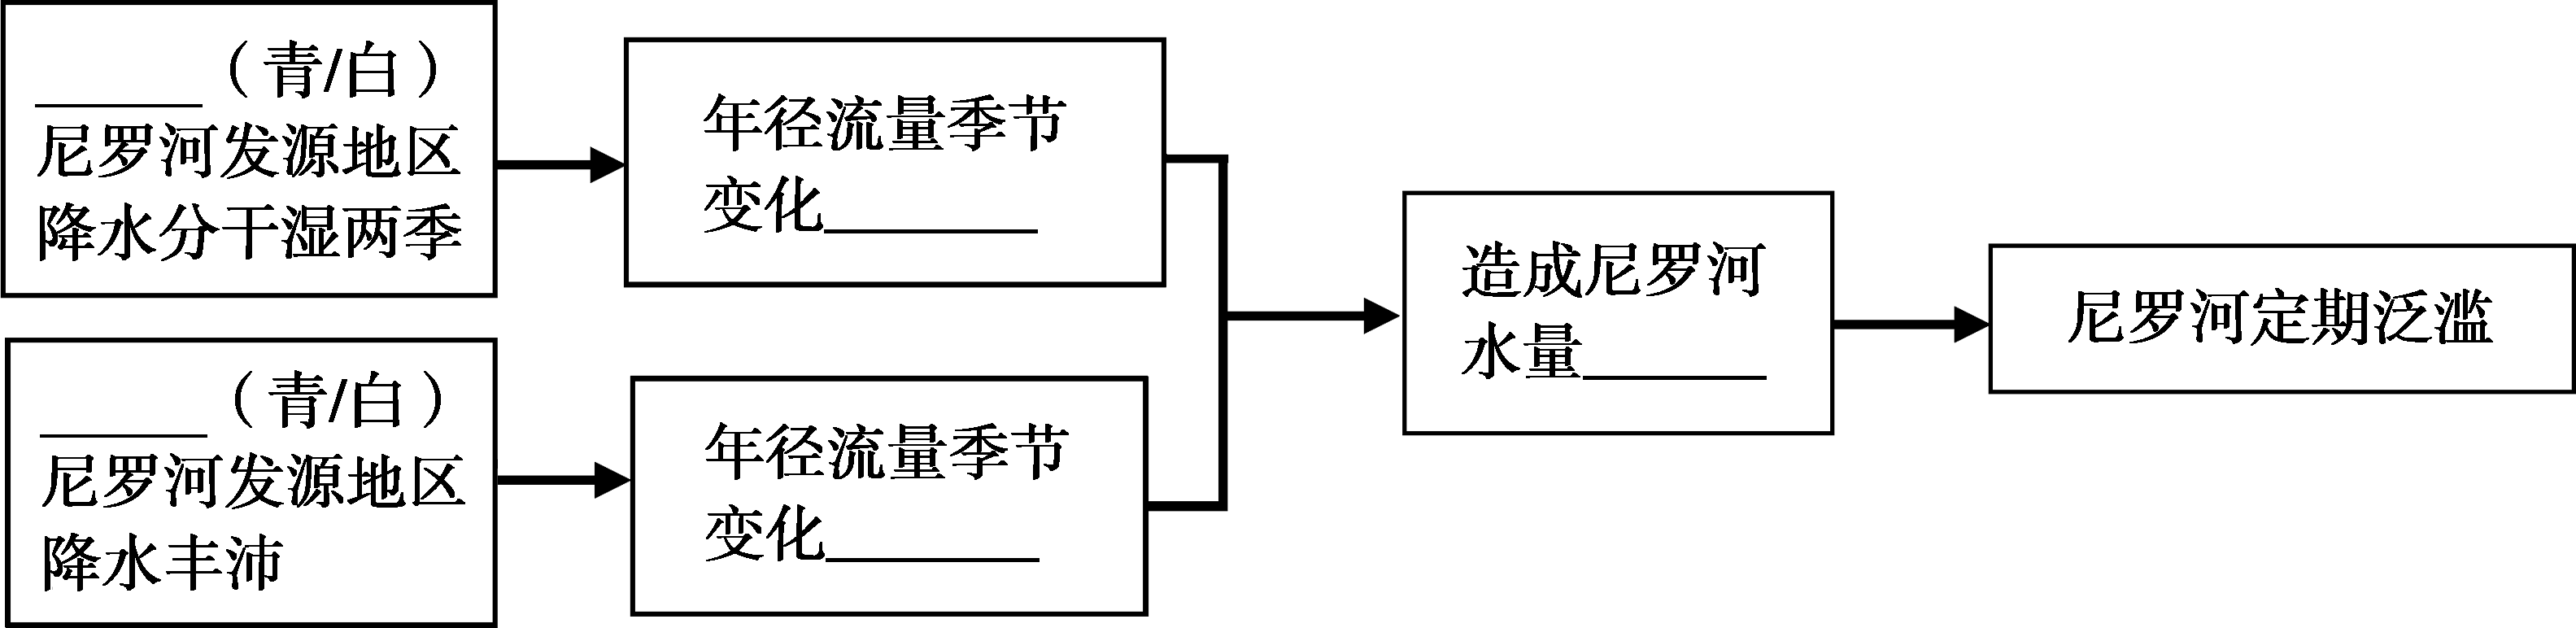 ______（青/白）
尼罗河发源地区
降水分干湿两季
年径流量季节
变化________
______（青/白）
尼罗河发源地区
降水丰沛
年径流量季节
变化________
造成尼罗河
水量_______
尼罗河定期泛滥